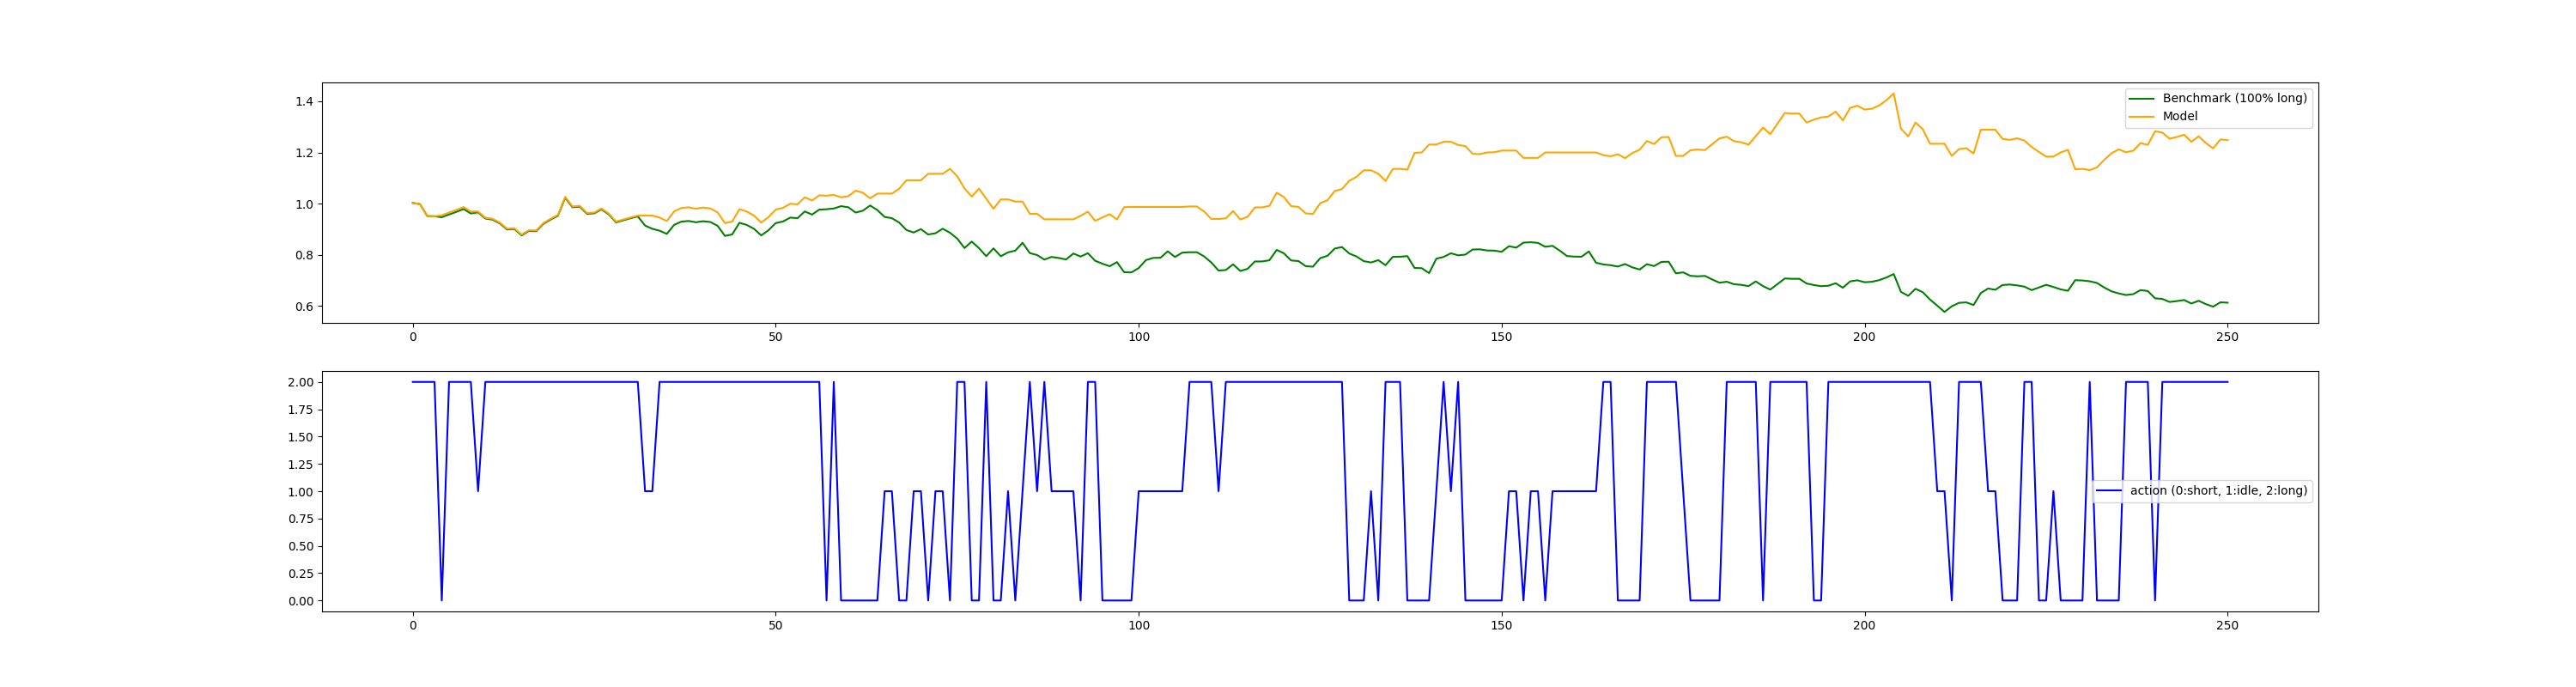 1.4
1.2
1.0
0.8
0.6
Benchmark (100% long)
Model
0 50 100 150 200 250
2.00
1.75
1.50
1.25
1.00
0.75
0.50
0.25
0.00
action (0:short, 1:idle, 2:long)
0 50 100 150 200 250